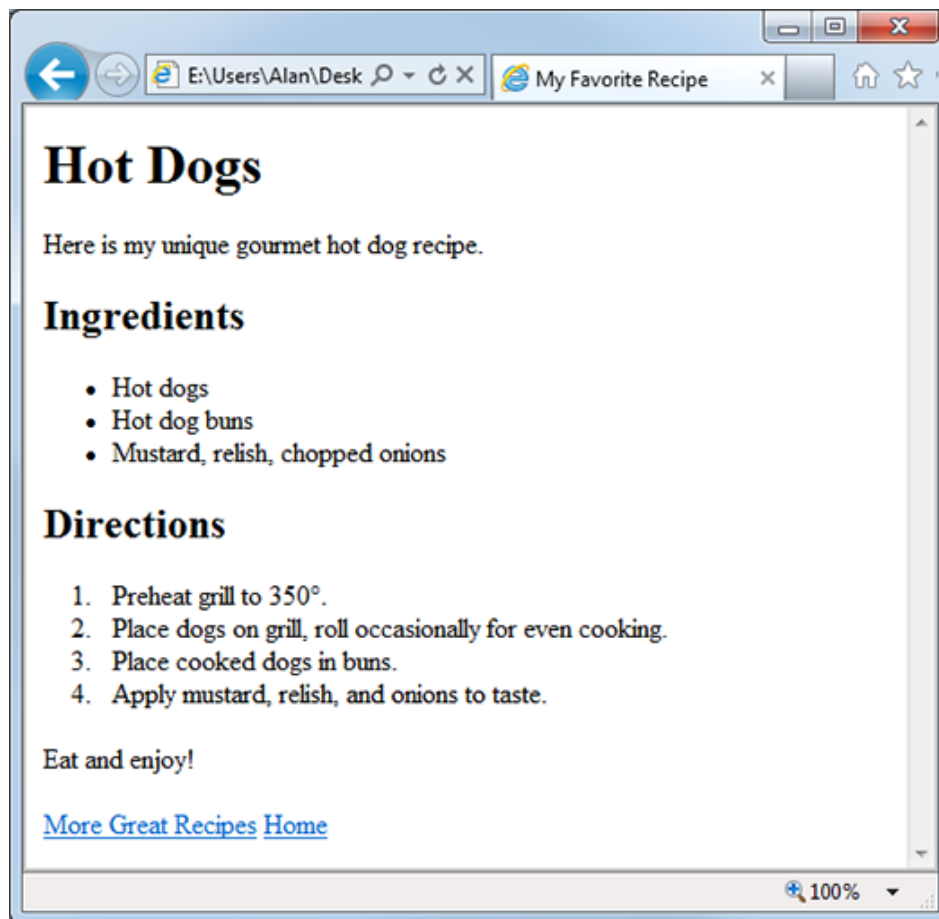 E:\Users\Alan\Desk
My Favorite Recipe
Hot Dogs
Here is my unique gourmet hot dog recipe.
Ingredients
• Hot dogs
• Hot dog buns
• Mustard, relish, chopped onions
Directions
1. Preheat grill to 350°.
2. Place dogs on grill, roll occasionally for even cooking.
3. Place cooked dogs in buns.
4. Apply mustard, relish, and onions to taste.
Eat and enjoy!
More Great Recipes Home
100%